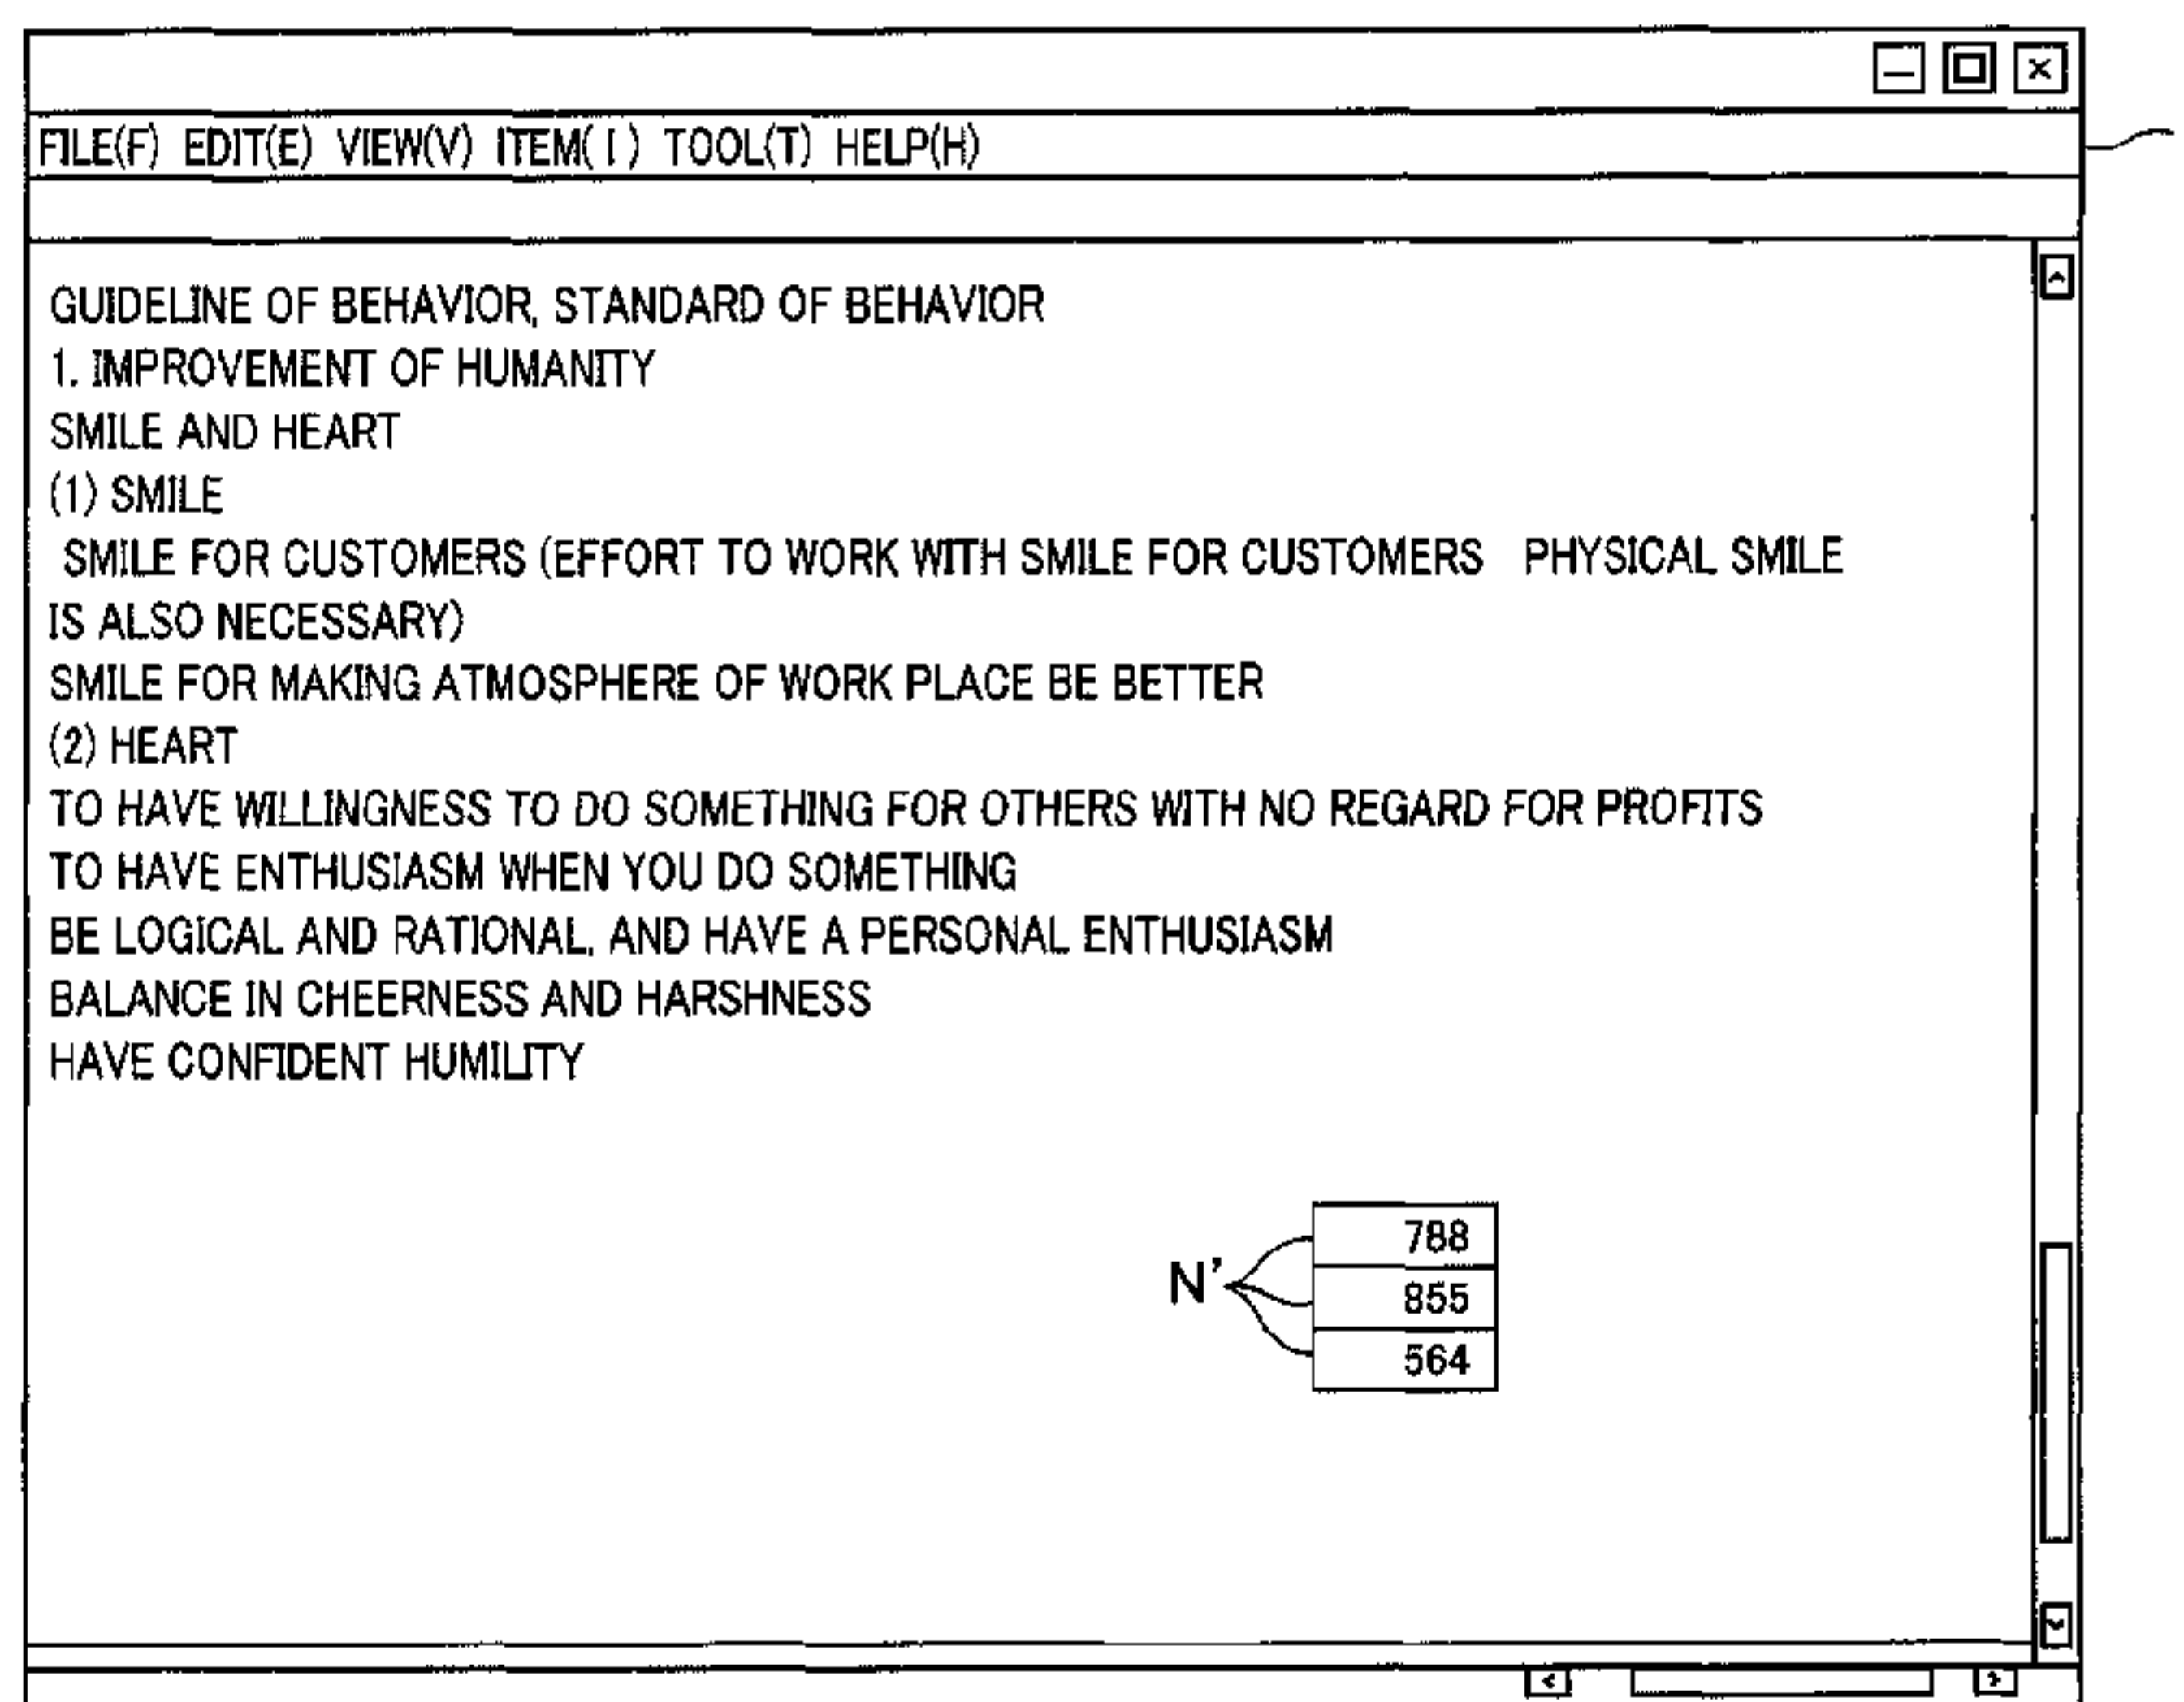 FILE(F) EDIT(E) VIEW(V) ITEM(I) TOOL(T) HELP(H)
GUIDELINE OF BEHAVIOR, STANDARD OF BEHAVIOR
1. IMPROVEMENT OF HUMANITY
SMILE AND HEART
(1) SMILE
SMILE FOR CUSTOMERS (EFFORT TO WORK WITH SMILE FOR CUSTOMERS PHYSICAL SMILE
IS ALSO NECESSARY)
SMILE FOR MAKING ATMOSPHERE OF WORK PLACE BE BETTER
(2) HEART
TO HAVE WILLINGNESS TO DO SOMETHING FOR OTHERS WITH NO REGARD FOR PROFITS
TO HAVE ENTHUSIASM WHEN YOU DO SOMETHING
BE LOGICAL AND RATIONAL, AND HAVE A PERSONAL ENTHUSIASM
BALANCE IN CHEERNESS AND HARSHNESS
HAVE CONFIDENT HUMILITY
788
N' 855
564